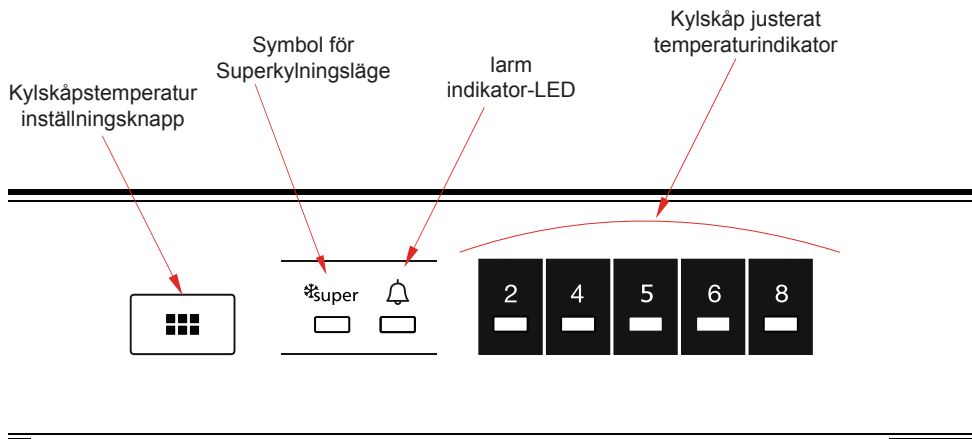 Kylskåp justerat
temperaturindikator
Symbol för
Superkylningsläge
larm
indikator-LED
Kylskåpstemperatur
inställningsknapp
super
2 4 5 6 8